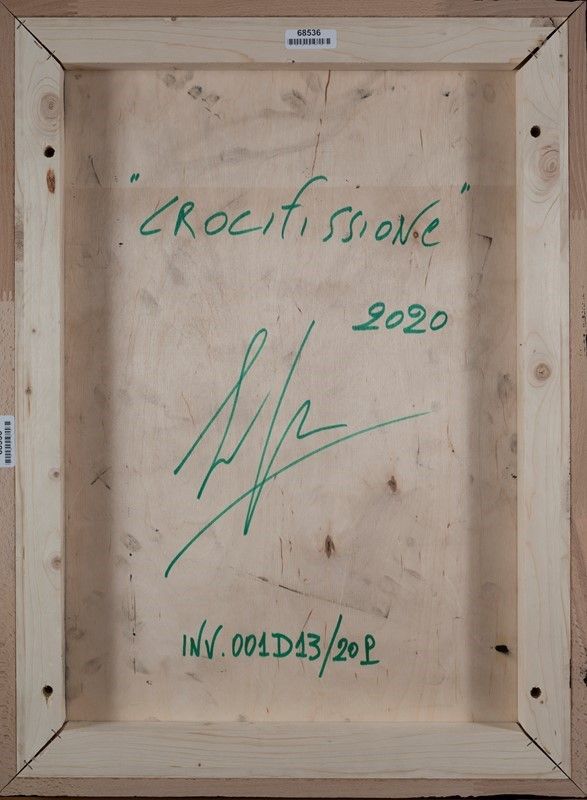 68536
"CROCIFISSIONE"
2020
INV.001D13/20P